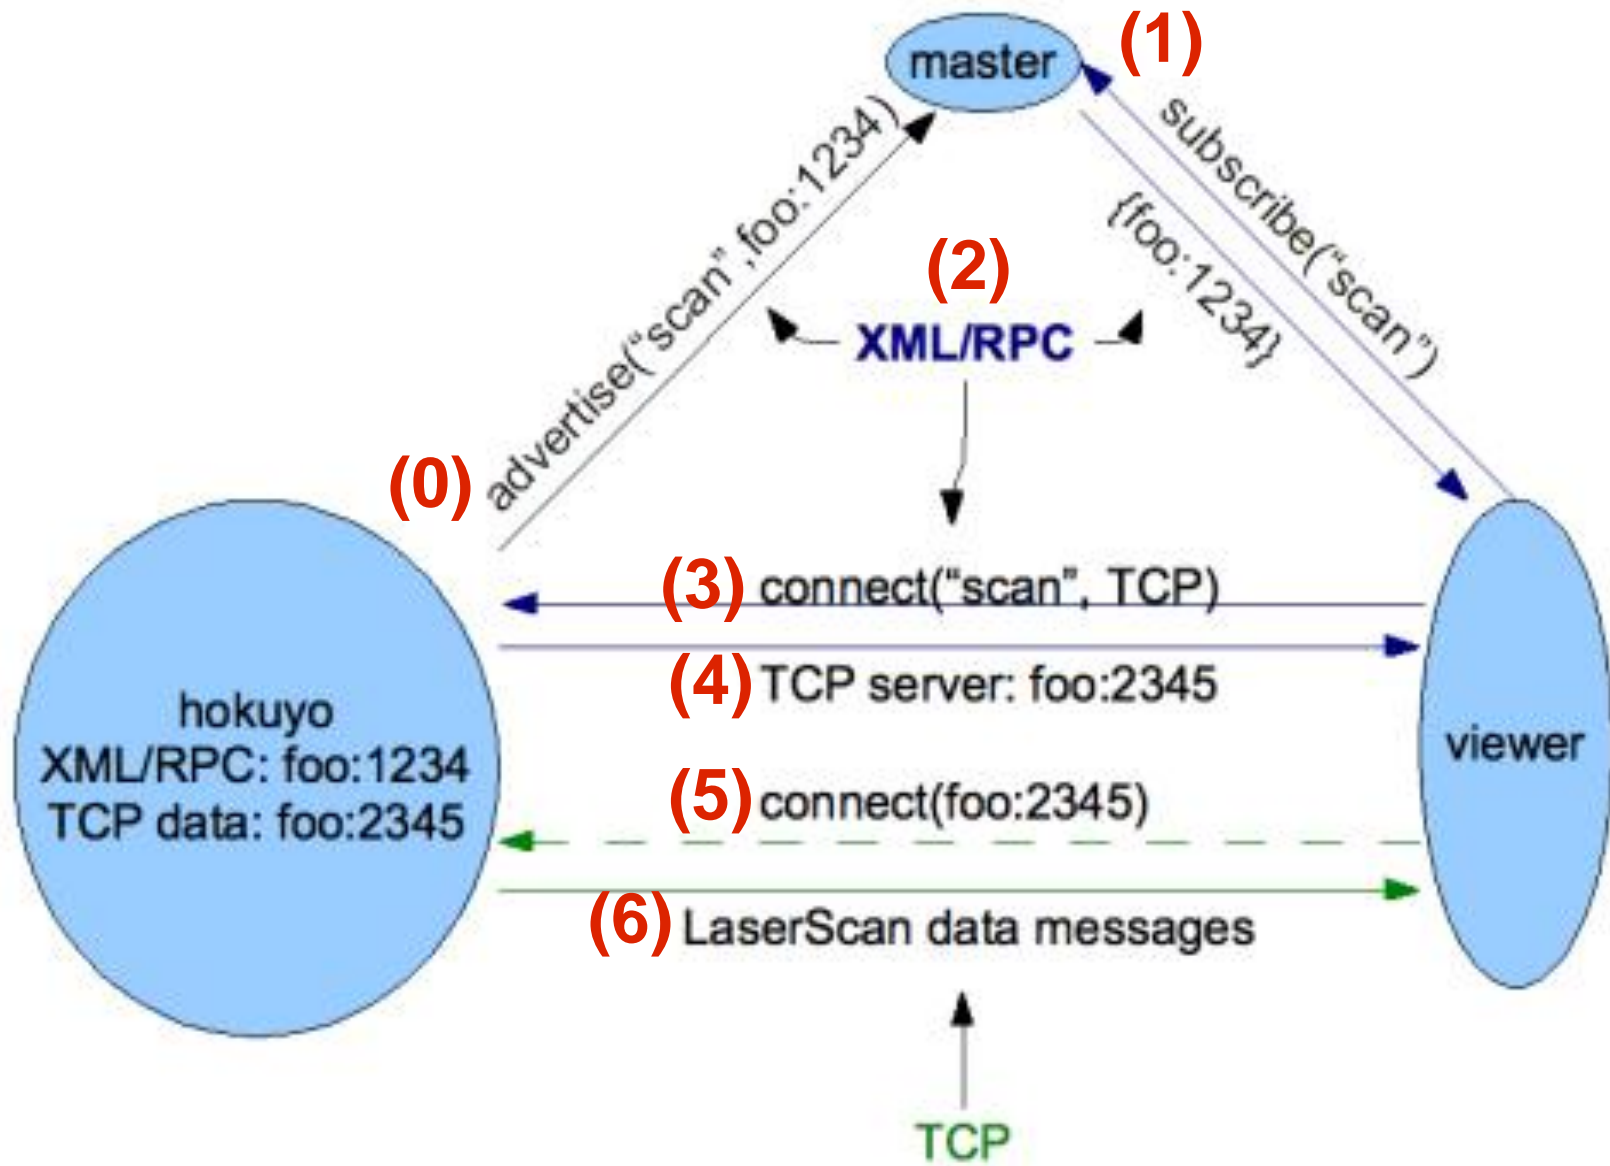 master
(1)
subscribe("scan")
advertise("scan",foo:1234)
{foo:1234}
(2)
XML/RPC
(0)
(3) connect("scan", TCP)
(4) TCP server: foo:2345
hokuyo
XML/RPC: foo:1234
TCP data: foo:2345
viewer
(5) connect(foo:2345)
(6) LaserScan data messages
TCP